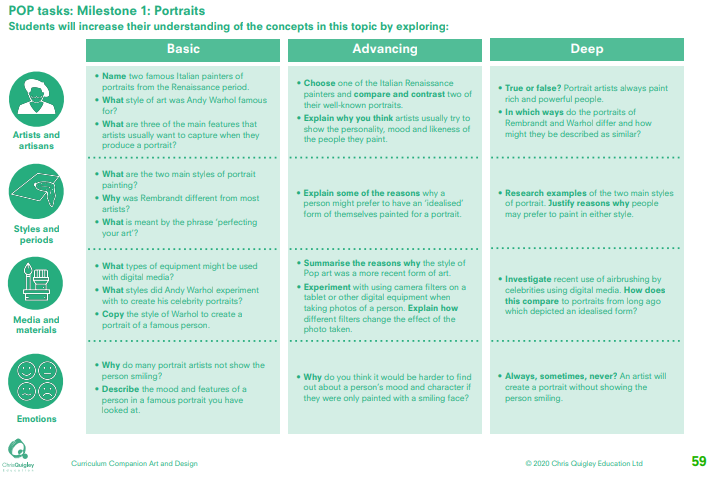 POP tasks: Milestone 1: Portraits
Students will increase their understanding of the concepts in this topic by exploring:
Basic
Advancing
Deep
Artists and
artisans
• Name two famous Italian painters of
portraits from the Renaissance period.
• What style of art was Andy Warhol famous
for?
• What are three of the main features that
artists usually want to capture when they
produce a portrait?
• Choose one of the Italian Renaissance
painters and compare and contrast two of
their well-known portraits.
• Explain why you think artists usually try to
show the personality, mood and likeness of
the people they paint.
• True or false? Portrait artists always paint
rich and powerful people.
• In which ways do the portraits of
Rembrandt and Warhol differ and how
might they be described as similar?
Styles and
periods
• What are the two main styles of portrait
painting?
• Why was Rembrandt different from most
artists?
• What is meant by the phrase ‘perfecting
your art’?
• Explain some of the reasons why a
person might prefer to have an ‘idealised’
form of themselves painted for a portrait.
• Research examples of the two main styles
of portrait. Justify reasons why people
may prefer to paint in either style.
Media and
materials
• What types of equipment might be used
with digital media?
• What styles did Andy Warhol experiment
with to create his celebrity portraits?
• Copy the style of Warhol to create a
portrait of a famous person.
• Summarise the reasons why the style of
Pop art was a more recent form of art.
• Experiment with using camera filters on a
tablet or other digital equipment when
taking photos of a person. Explain how
different filters change the effect of the
photo taken.
• Investigate recent use of airbrushing by
celebrities using digital media. How does
this compare to portraits from long ago
which depicted an idealised form?
Emotions
• Why do many portrait artists not show the
person smiling?
• Describe the mood and features of a
person in a famous portrait you have
looked at.
• Why do you think it would be harder to find
out about a person’s mood and character if
they were only painted with a smiling face?
• Always, sometimes, never? An artist will
create a portrait without showing the
person smiling.
ChrisQuigley
Education
Curriculum Companion Art and Design
© 2020 Chris Quigley Education Ltd
59